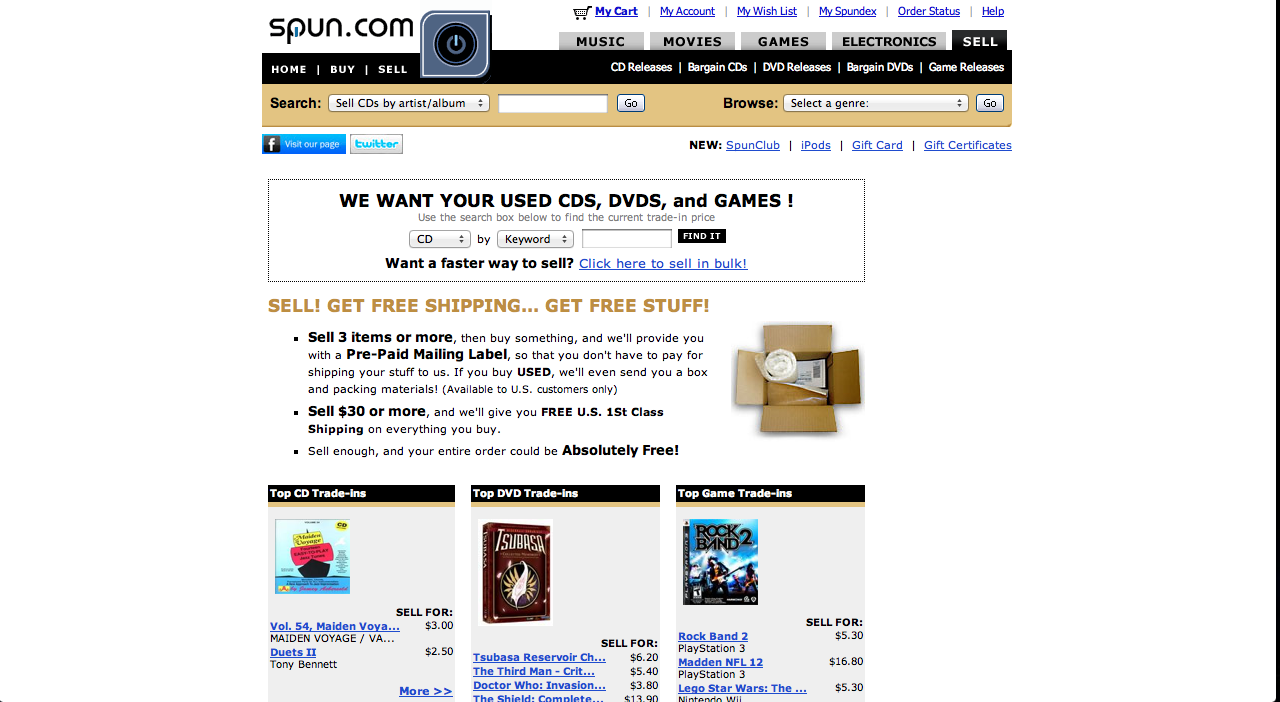 spun.com
My Cart | My Account | My Wish List | My Spundex | Order Status | Help
MUSIC MOVIES GAMES ELECTRONICS SELL
HOME | BUY | SELL
CD Releases | Bargain CDs | DVD Releases | Bargain DVDs | Game Releases
Search: Sell CDs by artist/album Go Browse: Select a genre: Go
f Visit our page twitter
NEW: SpunClub | iPods | Gift Card | Gift Certificates
WE WANT YOUR USED CDS, DVDS, and GAMES !
Use the search box below to find the current trade-in price
CD by Keyword FIND IT
Want a faster way to sell? Click here to sell in bulk!
SELL! GET FREE SHIPPING... GET FREE STUFF!
▪ Sell 3 items or more, then buy something, and we'll provide you
with a Pre-Paid Mailing Label, so that you don't have to pay for
shipping your stuff to us. If you buy USED, we'll even send you a box
and packing materials! (Available to U.S. customers only)
▪ Sell $30 or more, and we'll give you FREE U.S. 1St Class
Shipping on everything you buy.
▪ Sell enough, and your entire order could be Absolutely Free!
Top CD Trade-ins
Maiden Voyage
EASY-TO-PLAY
SELL FOR:
Vol. 54, Maiden Voya... $3.00
MAIDEN VOYAGE / VA...
Duets II $2.50
Tony Bennett
More >>
Top DVD Trade-ins
TSUBASA
SELL FOR:
Tsubasa Reservoir Ch... $6.20
The Third Man - Crit... $5.40
Doctor Who: Invasion... $3.80
The Shield: Complete... $13.90
Top Game Trade-ins
ROCK
BAND 2
SELL FOR:
Rock Band 2 $5.30
PlayStation 3
Madden NFL 12 $16.80
PlayStation 3
Lego Star Wars: The ... $5.30
Nintendo Wii